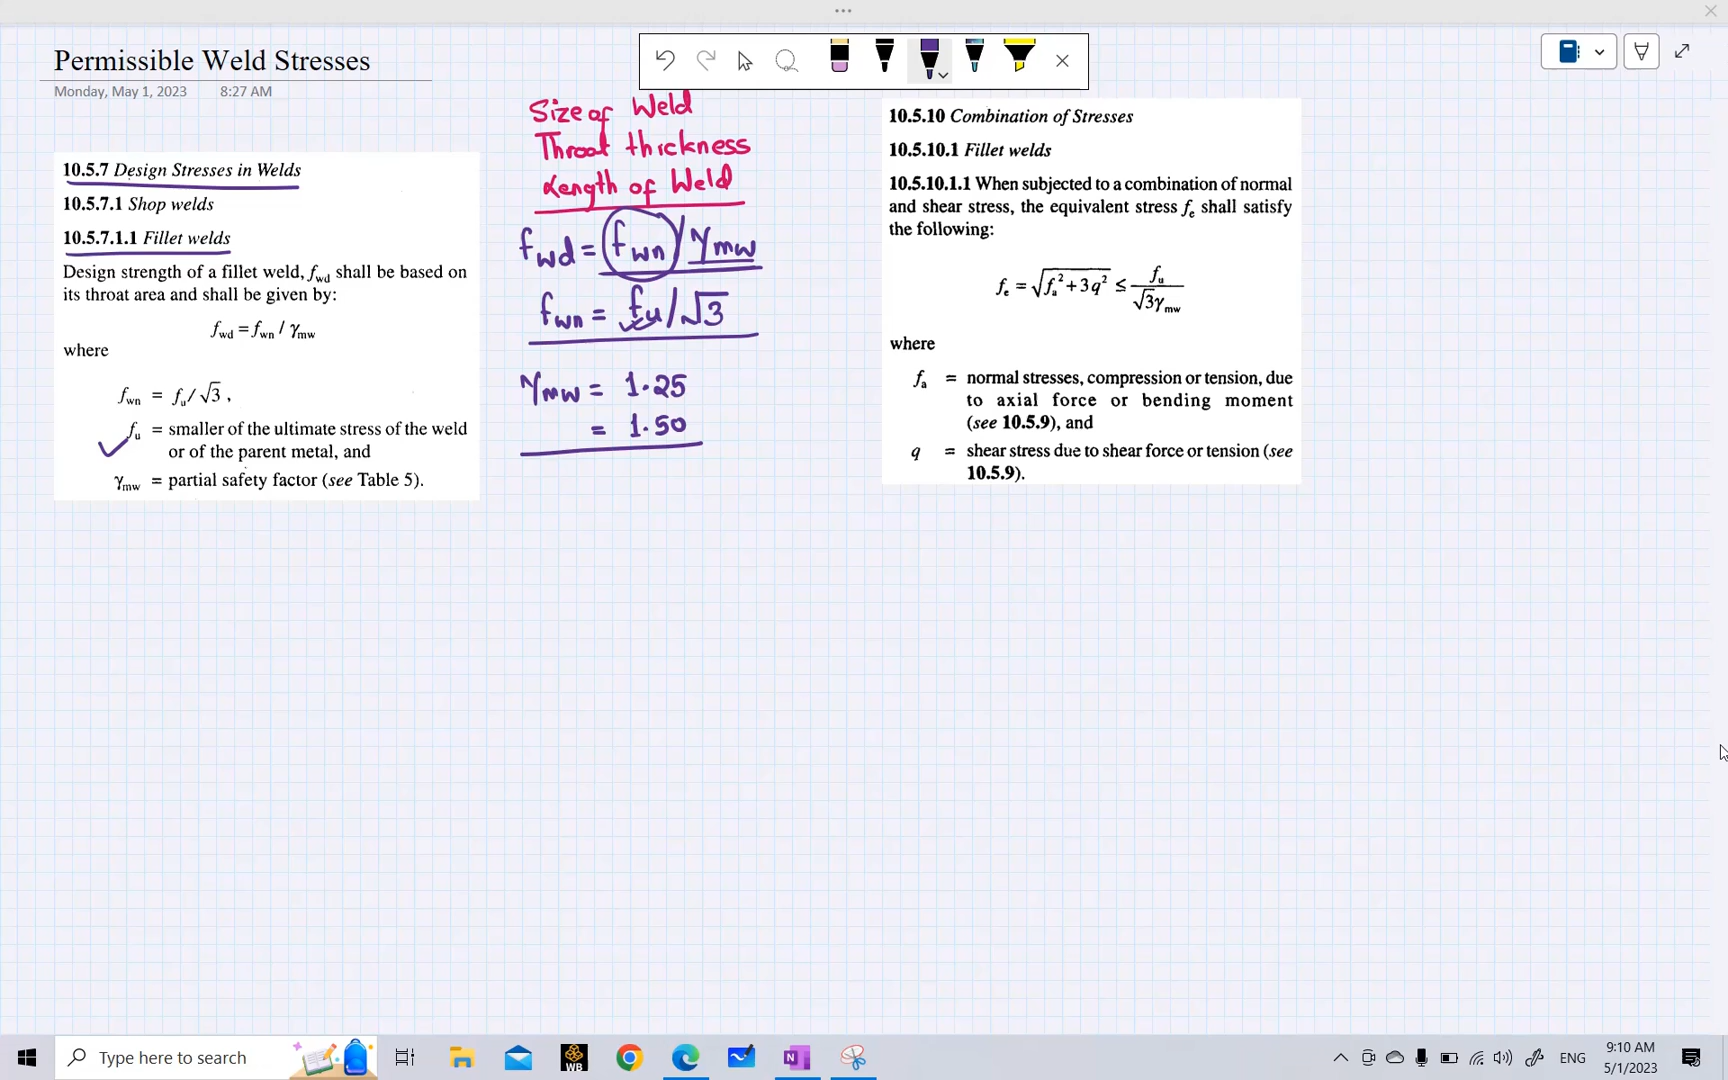 Permissible Weld Stresses
Monday, May 1, 2023 8:27 AM
10.5.7 Design Stresses in Welds
10.5.7.1 Shop welds
10.5.7.1.1 Fillet welds
Design strength of a fillet weld, f_wd shall be based on
its throat area and shall be given by:
f_wd = f_wn / γ_mw
where
f_wn = f_u / √3 ,
f_u = smaller of the ultimate stress of the weld
or of the parent metal, and
γ_mw = partial safety factor (see Table 5).
Size of Weld
Throat thickness
Length of Weld
f_wd = f_wn / γ_mw
f_wn = f_u / √3
γ_mw = 1.25
= 1.50
10.5.10 Combination of Stresses
10.5.10.1 Fillet welds
10.5.10.1.1 When subjected to a combination of normal
and shear stress, the equivalent stress f_e shall satisfy
the following:
f_e = √(f_a² + 3q²) ≤ f_u / (√3γ_mw)
where
f_a = normal stresses, compression or tension, due
to axial force or bending moment
(see 10.5.9), and
q = shear stress due to shear force or tension (see
10.5.9).
Type here to search
WB
N
ENG
9:10 AM
5/1/2023